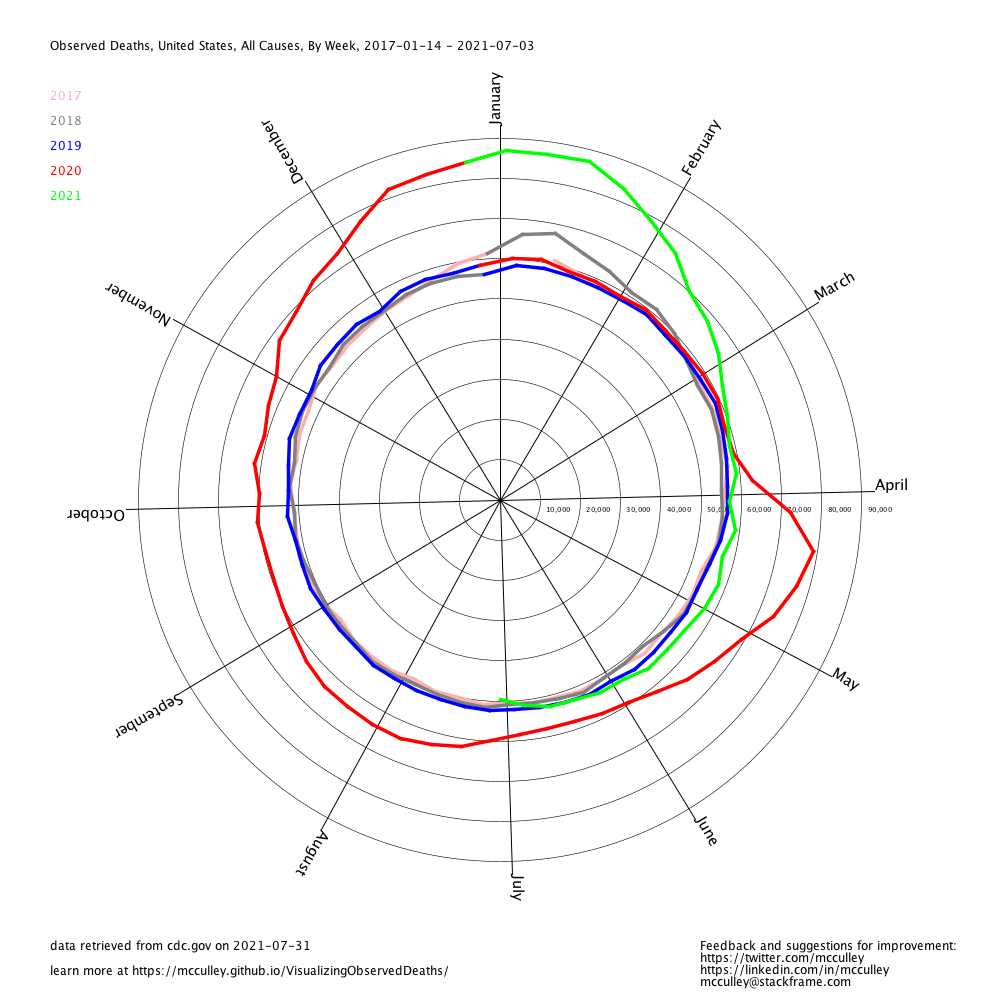 Observed Deaths, United States, All Causes, By Week, 2017-01-14 - 2021-07-03
2017
2018
2019
2020
2021
January
February
March
April
May
June
July
August
September
October
November
December
10,000
20,000
30,000
40,000
50,000
60,000
70,000
80,000
90,000
data retrieved from cdc.gov on 2021-07-31
learn more at https://mcculley.github.io/VisualizingObservedDeaths/
Feedback and suggestions for improvement:
https://twitter.com/mcculley
https://linkedin.com/in/mcculley
mcculley@stackframe.com